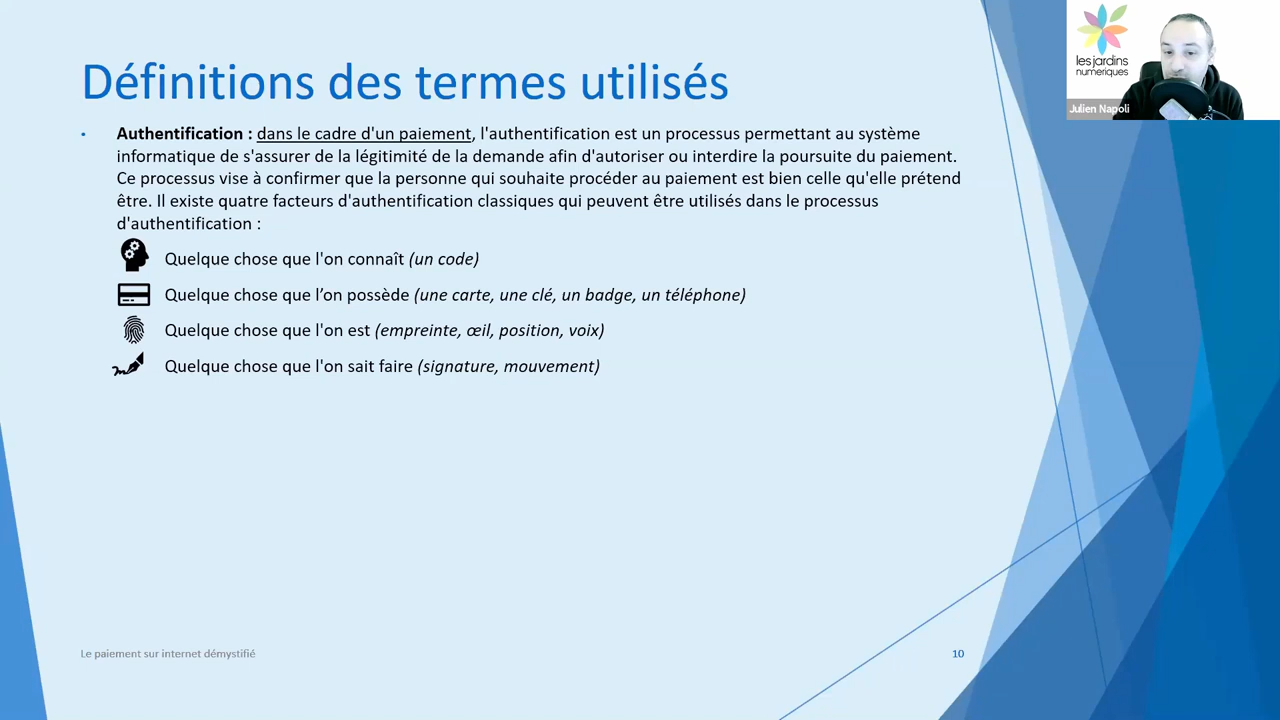 Définitions des termes utilisés
▪ Authentification : dans le cadre d'un paiement, l'authentification est un processus permettant au système
informatique de s'assurer de la légitimité de la demande afin d'autoriser ou interdire la poursuite du paiement.
Ce processus vise à confirmer que la personne qui souhaite procéder au paiement est bien celle qu'elle prétend
être. Il existe quatre facteurs d'authentification classiques qui peuvent être utilisés dans le processus
d'authentification :
Quelque chose que l'on connaît (un code)
Quelque chose que l’on possède (une carte, une clé, un badge, un téléphone)
Quelque chose que l'on est (empreinte, œil, position, voix)
Quelque chose que l'on sait faire (signature, mouvement)
Le paiement sur internet démystifié
10
les jardins
numeriques
Julien Napoli